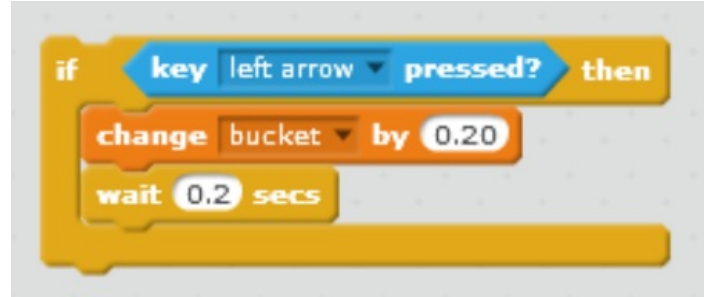 if key left arrow pressed? then
change bucket by 0.20
wait 0.2 secs